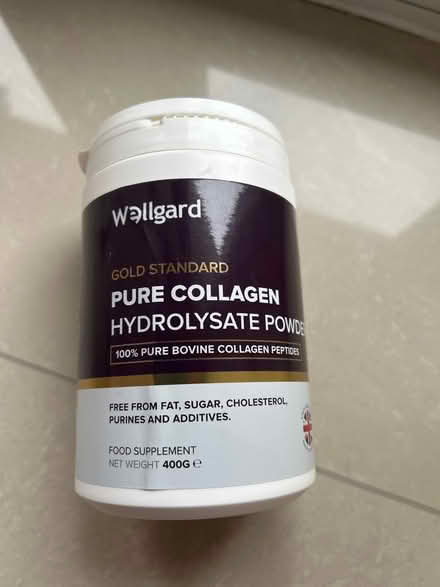 Wellgard
GOLD STANDARD
PURE COLLAGEN
HYDROLYSATE POWDE
100% PURE BOVINE COLLAGEN PEPTIDES
FREE FROM FAT, SUGAR, CHOLESTEROL,
PURINES AND ADDITIVES.
FOOD SUPPLEMENT
NET WEIGHT 400G ℮